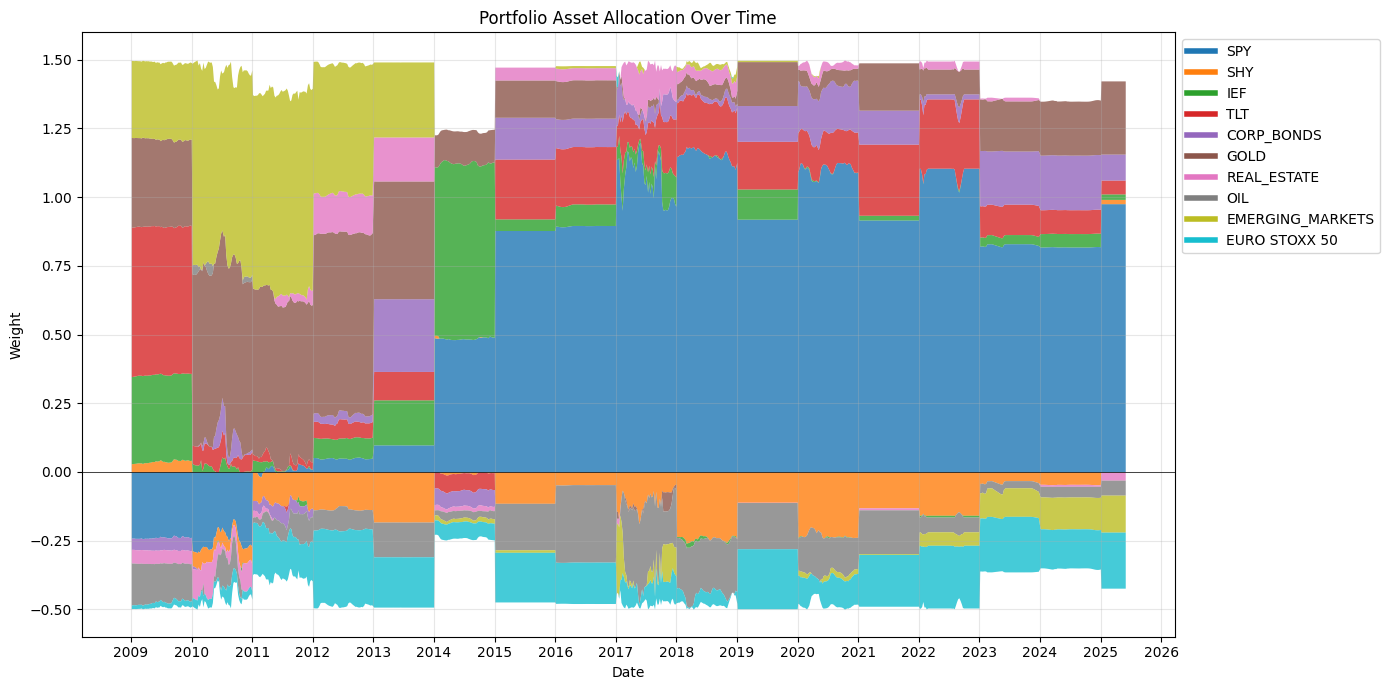 Portfolio Asset Allocation Over Time
Weight
1.50
1.25
1.00
0.75
0.50
0.25
0.00
−0.25
−0.50
2009 2010 2011 2012 2013 2014 2015 2016 2017 2018 2019 2020 2021 2022 2023 2024 2025 2026
Date
SPY
SHY
IEF
TLT
CORP_BONDS
GOLD
REAL_ESTATE
OIL
EMERGING_MARKETS
EURO STOXX 50